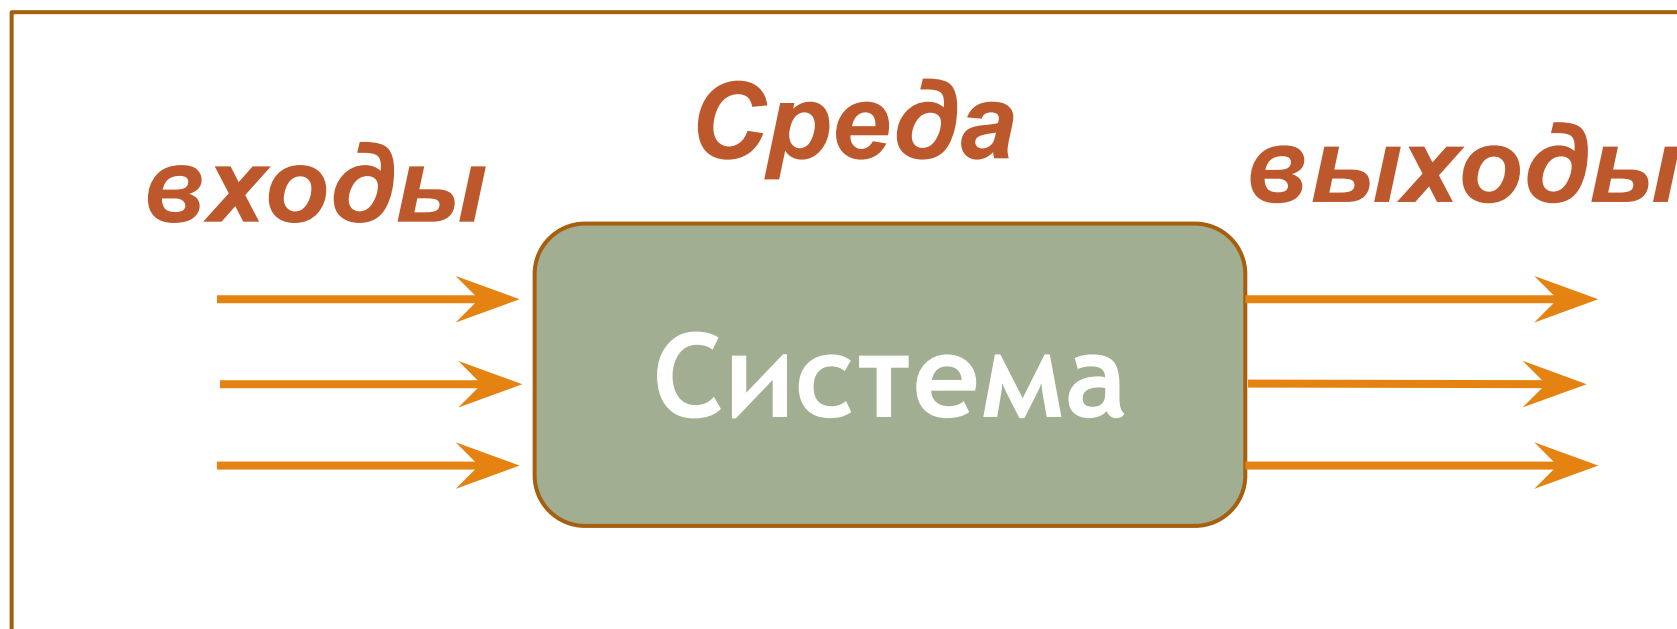 Среда
входы
выходы
Система